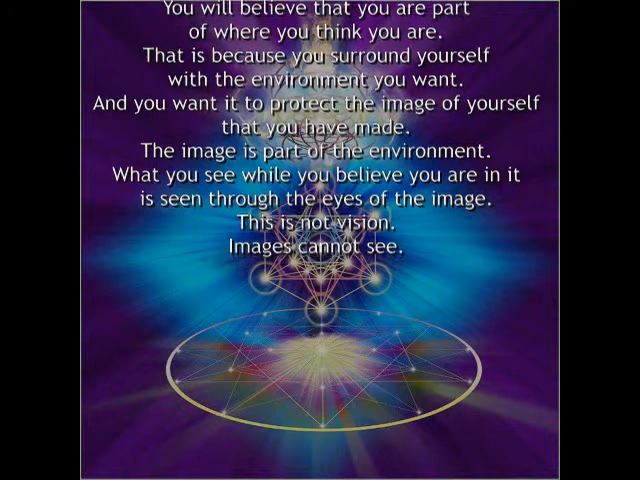 You will believe that you are part
of where you think you are.
That is because you surround yourself
with the environment you want.
And you want it to protect the image of yourself
that you have made.
The image is part of the environment.
What you see while you believe you are in it
is seen through the eyes of the image.
This is not vision.
Images cannot see.